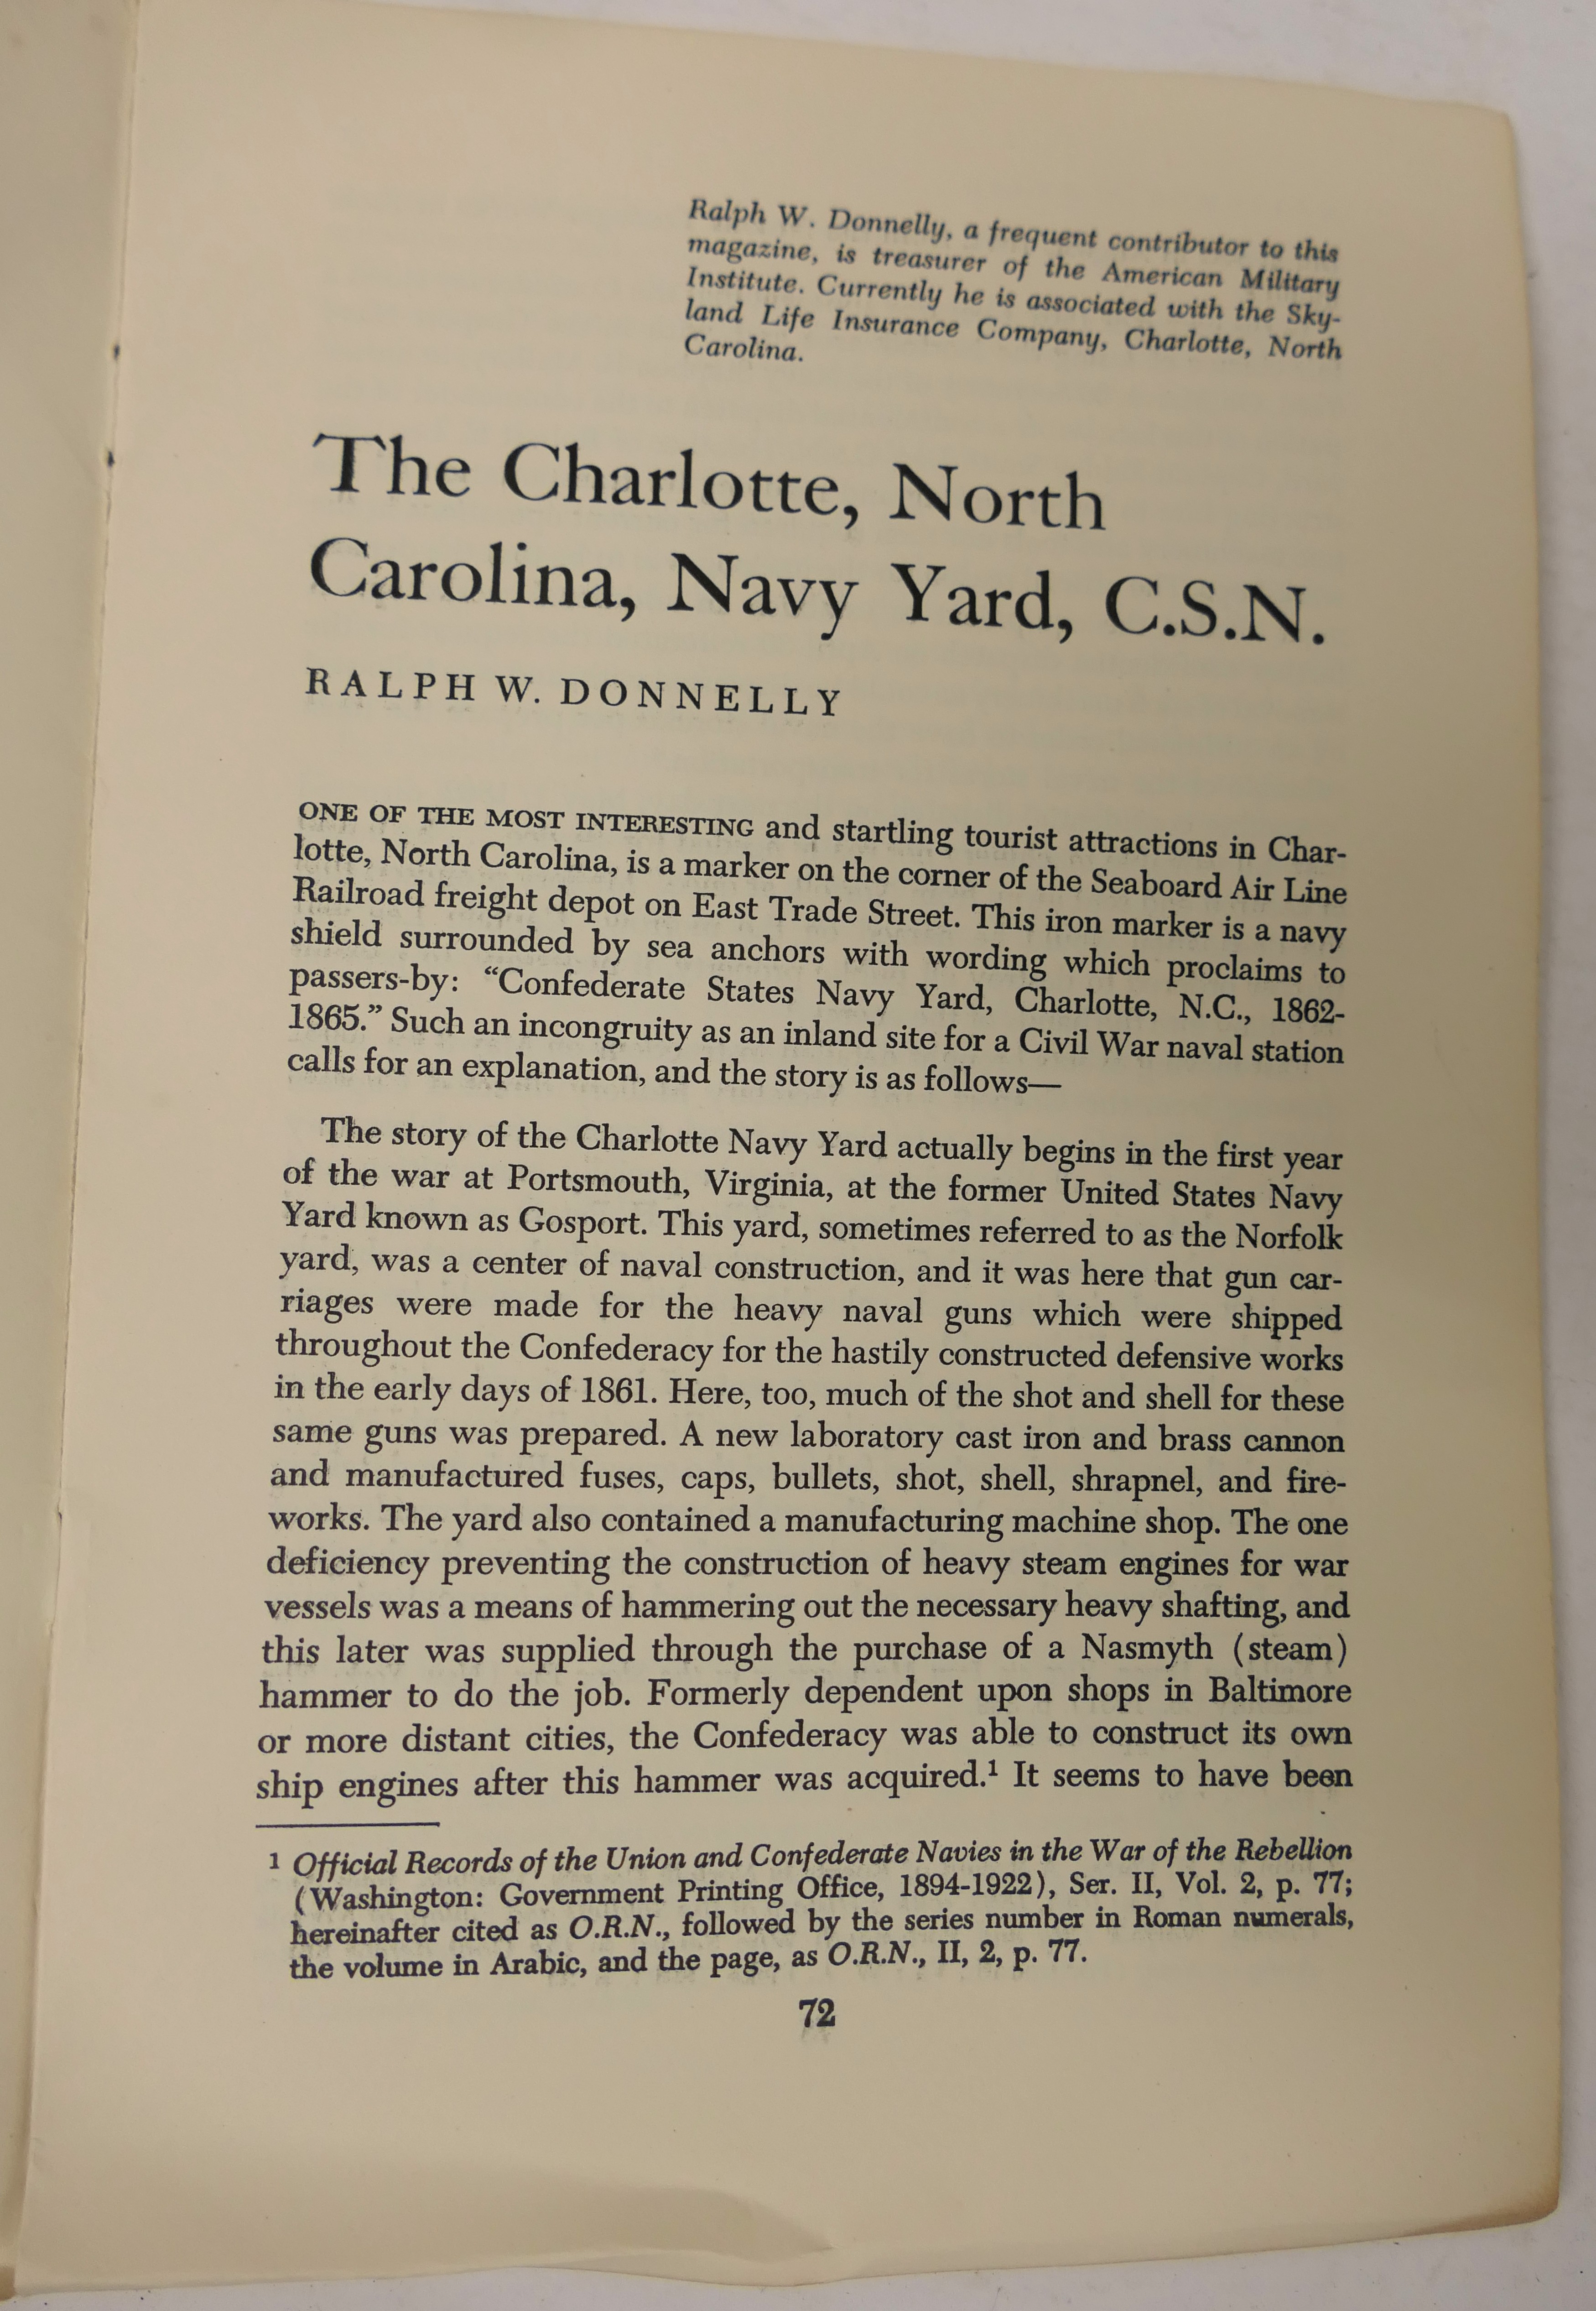 Ralph W. Donnelly, a frequent contributor to this
magazine, is treasurer of the American Military
Institute. Currently he is associated with the Sky-
land Life Insurance Company, Charlotte, North
Carolina.
The Charlotte, North
Carolina, Navy Yard, C.S.N.
RALPH W. DONNELLY
ONE OF THE MOST INTERESTING and startling tourist attractions in Char-
lotte, North Carolina, is a marker on the corner of the Seaboard Air Line
Railroad freight depot on East Trade Street. This iron marker is a navy
shield surrounded by sea anchors with wording which proclaims to
passers-by: “Confederate States Navy Yard, Charlotte, N.C., 1862-
1865.” Such an incongruity as an inland site for a Civil War naval station
calls for an explanation, and the story is as follows—
The story of the Charlotte Navy Yard actually begins in the first year
of the war at Portsmouth, Virginia, at the former United States Navy
Yard known as Gosport. This yard, sometimes referred to as the Norfolk
yard, was a center of naval construction, and it was here that gun car-
riages were made for the heavy naval guns which were shipped
throughout the Confederacy for the hastily constructed defensive works
in the early days of 1861. Here, too, much of the shot and shell for these
same guns was prepared. A new laboratory cast iron and brass cannon
and manufactured fuses, caps, bullets, shot, shell, shrapnel, and fire-
works. The yard also contained a manufacturing machine shop. The one
deficiency preventing the construction of heavy steam engines for war
vessels was a means of hammering out the necessary heavy shafting, and
this later was supplied through the purchase of a Nasmyth (steam)
hammer to do the job. Formerly dependent upon shops in Baltimore
or more distant cities, the Confederacy was able to construct its own
ship engines after this hammer was acquired.¹ It seems to have been
1 Official Records of the Union and Confederate Navies in the War of the Rebellion
(Washington: Government Printing Office, 1894-1922), Ser. II, Vol. 2, p. 77;
hereinafter cited as O.R.N., followed by the series number in Roman numerals,
the volume in Arabic, and the page, as O.R.N., II, 2, p. 77.
72